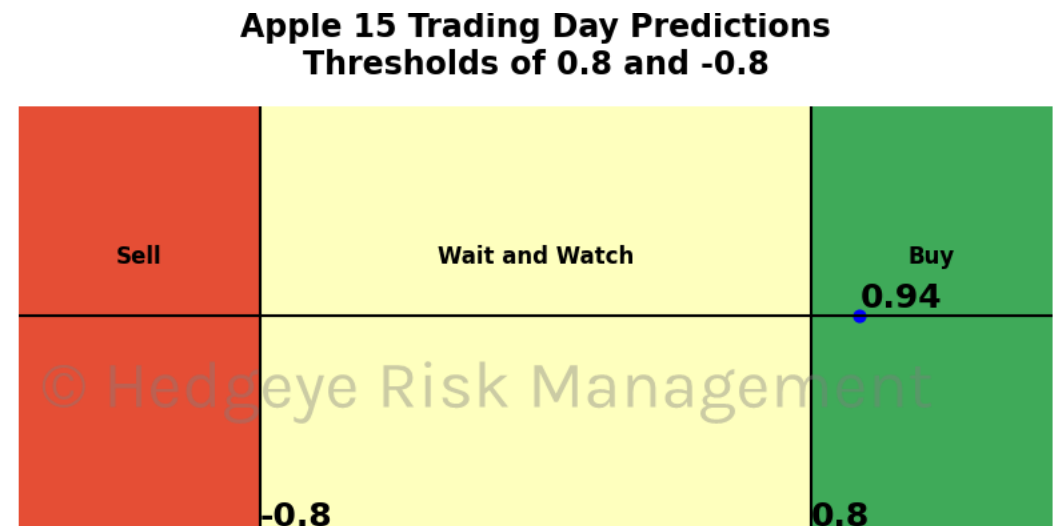 Apple 15 Trading Day Predictions
Thresholds of 0.8 and -0.8
Sell
Wait and Watch
Buy
0.94
© Hedgeye Risk Management
-0.8
0.8